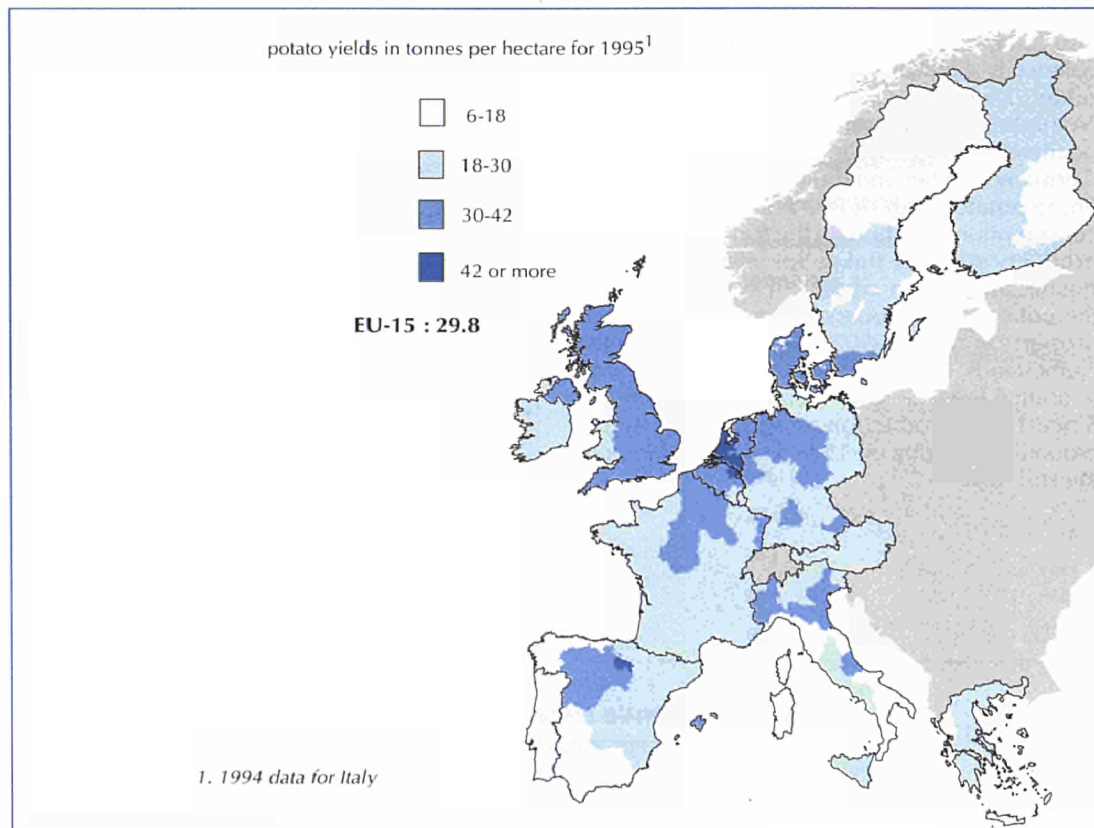 potato yields in tonnes per hectare for 1995¹
6-18
18-30
30-42
42 or more
EU-15 : 29.8
1. 1994 data for Italy